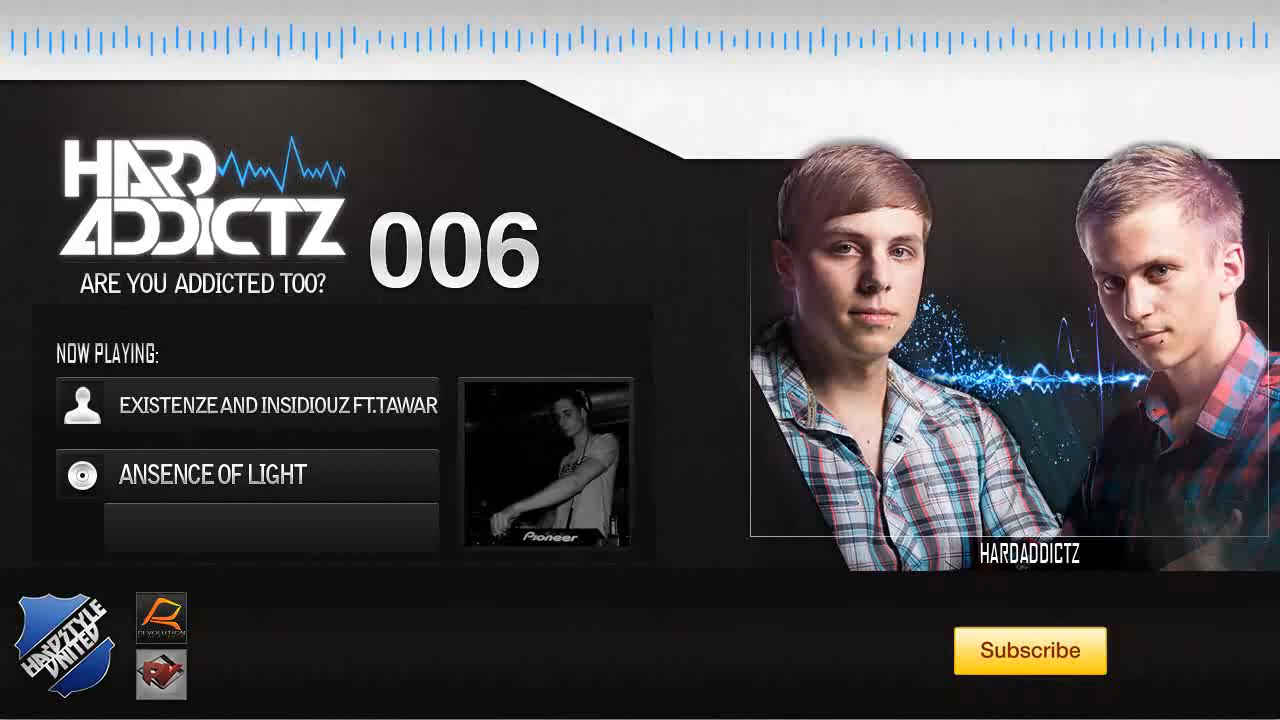 HARD
ADDICTZ
006
ARE YOU ADDICTED TOO?
NOW PLAYING:
EXISTENZE AND INSIDIOUZ FT.TAWAR
ANSENCE OF LIGHT
Pioneer
HARDADDICTZ
HARDSTYLE
UNITED
REVOLUTION
Subscribe